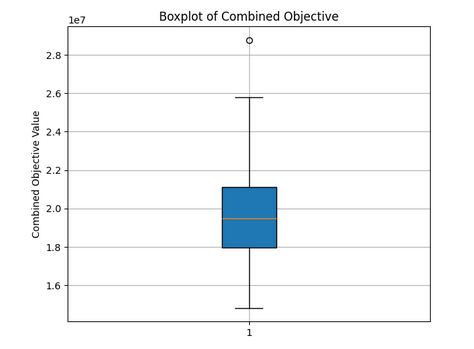 Boxplot of Combined Objective
1e7
2.8
2.6
2.4
2.2
2.0
1.8
1.6
Combined Objective Value
1